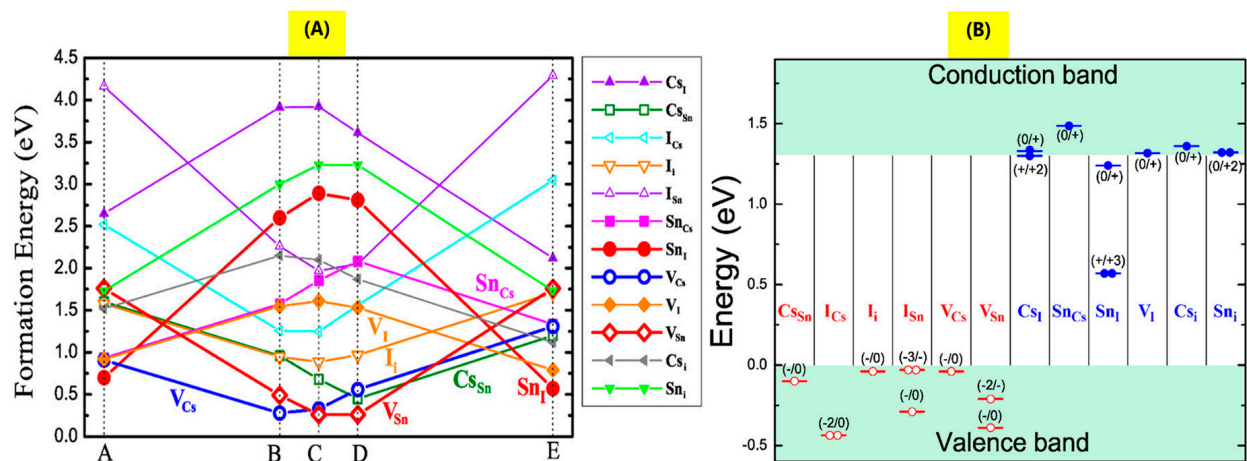 (A)
(B)
Formation Energy (eV)
4.5
4.0
3.5
3.0
2.5
2.0
1.5
1.0
0.5
0.0
A
B
C
D
E
V_Cs
V_Sn
Cs_Sn
I_i
V_I
Sn_Cs
Sn_I
Cs_I
Cs_Sn
I_Cs
I_i
I_Sn
Sn_Cs
Sn_I
V_Cs
V_I
V_Sn
Cs_i
Sn_i
Energy (eV)
1.5
1.0
0.5
0.0
-0.5
Conduction band
(0/+)
(+/+2)
(0/+)
(0/+)
(+/+3)
(0/+)
(0/+)
(0/+2)
Cs_Sn I_Cs I_i I_Sn V_Cs V_Sn Cs_I Sn_Cs Sn_I V_I Cs_i Sn_i
(-/0)
(-2/0)
(-/0)
(-3/-)
(-/0)
(-/0)
(-2/-)
(-/0)
Valence band